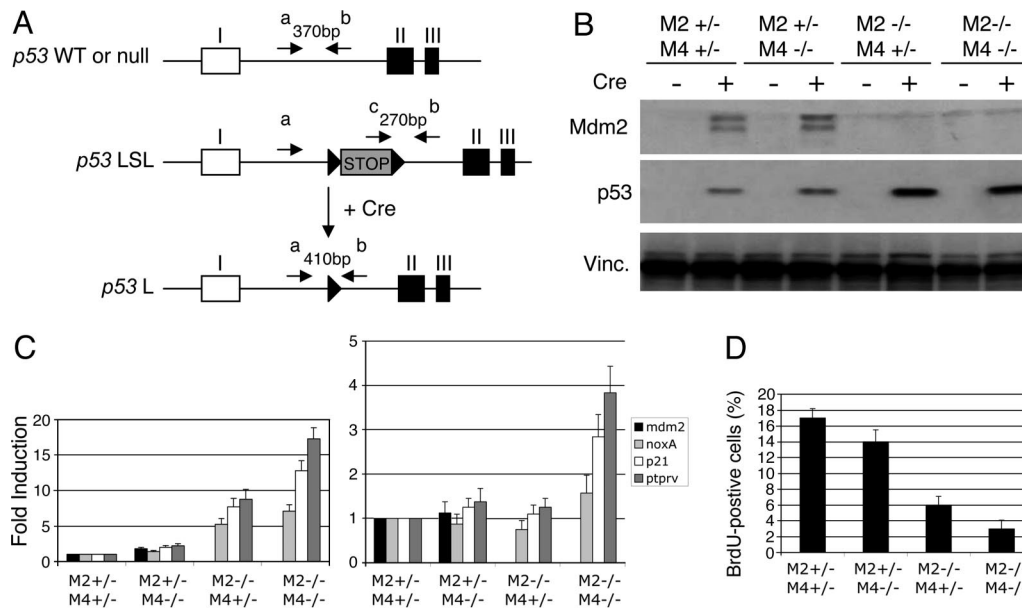 A
p53 WT or null
I
a
b
370bp
II
III
p53 LSL
I
a
c
b
270bp
STOP
II
III
+ Cre
p53 L
I
a
b
410bp
II
III
B
M2 +/- M2 +/- M2 -/- M2-/-
M4 +/- M4 -/- M4 +/- M4 -/-
Cre - + - + - + - +
Mdm2
p53
Vinc.
C
Fold Induction
20
15
10
5
0
M2+/- M2+/- M2-/- M2-/-
M4+/- M4-/- M4+/- M4-/-
5
4
3
2
1
0
M2+/- M2+/- M2-/- M2-/-
M4+/- M4-/- M4+/- M4-/-
mdm2
noxA
p21
ptprv
D
BrdU-postive cells (%)
20
18
16
14
12
10
8
6
4
2
0
M2+/- M2+/- M2-/-
M4+/- M4-/- M4+/-